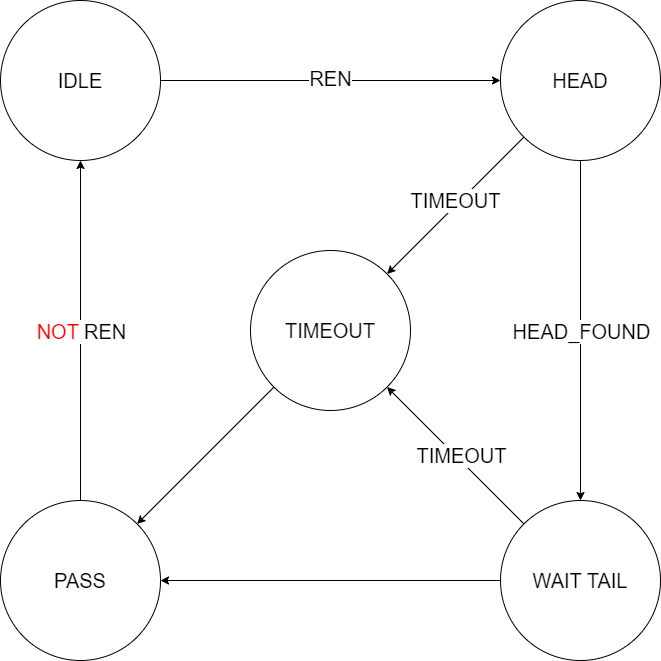 IDLE
REN
HEAD
TIMEOUT
TIMEOUT
NOT REN
HEAD_FOUND
TIMEOUT
PASS
WAIT TAIL